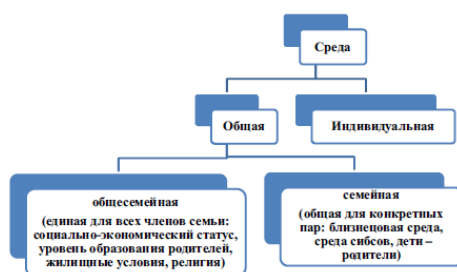 Среда
Общая
Индивидуальная
общесемейная
(единая для всех членов семьи:
социально-экономический статус,
уровень образования родителей,
жилищные условия, религия)
семейная
(общая для конкретных
пар: близнецовая среда,
среда сибсов, дети –
родители)